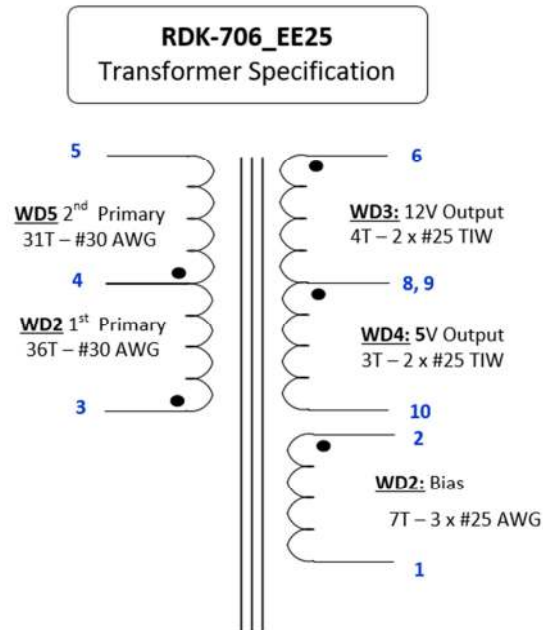 RDK-706_EE25
Transformer Specification
5
WD5 2nd Primary
31T – #30 AWG
4
WD2 1st Primary
36T – #30 AWG
3
6
WD3: 12V Output
4T – 2 x #25 TIW
8, 9
WD4: 5V Output
3T – 2 x #25 TIW
10
2
WD2: Bias
7T – 3 x #25 AWG
1